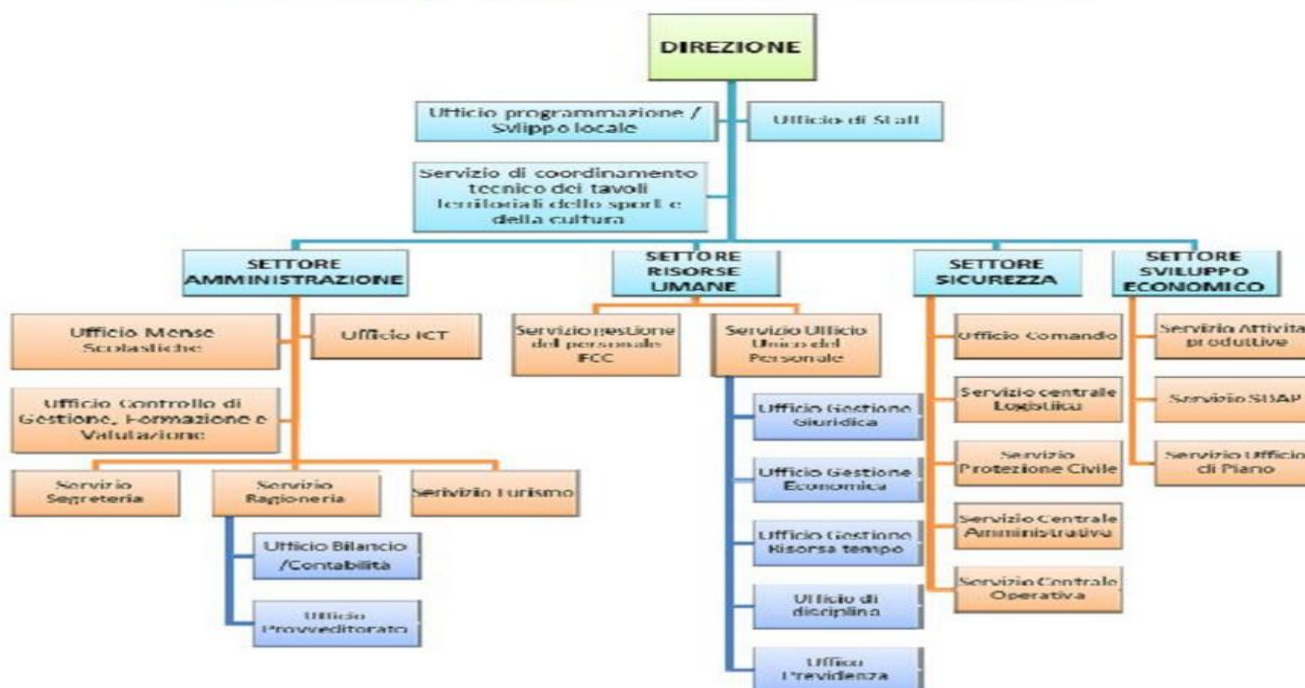 DIREZIONE
Ufficio programmazione /
Sviluppo locale
Ufficio di Staff
Servizio di coordinamento
tecnico dei tavoli
territoriali dello sport e
della cultura
SETTORE
AMMINISTRAZIONE
SETTORE
RISORSE
UMANE
SETTORE
SICUREZZA
SETTORE
SVILUPPO
ECONOMICO
Ufficio Mense
Scolastiche
Ufficio ICT
Servizio gestione
del personale
Servizio Ufficio
Unico del
Personale
Ufficio Comando
Servizio Attivita
produttive
Ufficio Controllo di
Gestione, Formazione e
Valutazione
Ufficio Gestione
Giuridica
Servizio centrale
Servizio SUAP
Servizio
Segreteria
Servizio
Ragioneria
Serivizio Turismo
Ufficio Gestione
Economica
Servizio
Protezione Civile
Servizio Ufficio
di Piano
Ufficio Bilancio
/Contabilità
Ufficio Gestione
Risorsa tempo
Servizio Centrale
Amministrativa
Ufficio
Provveditorato
Ufficio di
disciplina
Servizio Centrale
Operativa
Previdenza